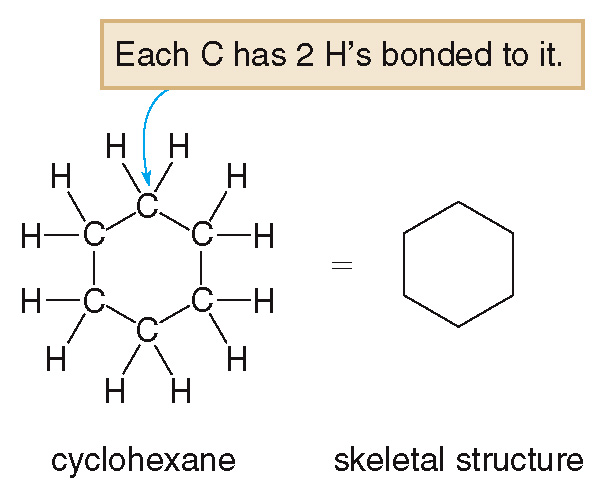 Each C has 2 H's bonded to it.
H H
H H
C
H C C H
=
H C C H
C
H H
H H
cyclohexane skeletal structure